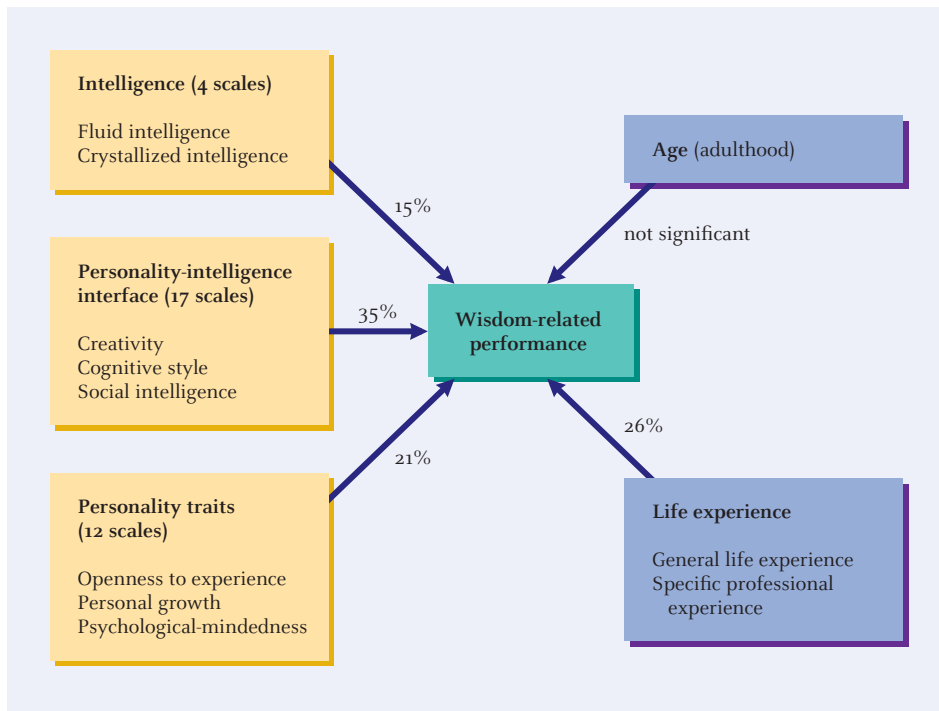 Intelligence (4 scales)
Fluid intelligence
Crystallized intelligence
15%
Personality-intelligence
interface (17 scales)
Creativity
Cognitive style
Social intelligence
35%
Personality traits
(12 scales)
Openness to experience
Personal growth
Psychological-mindedness
21%
Wisdom-related
performance
Age (adulthood)
not significant
26%
Life experience
General life experience
Specific professional
experience